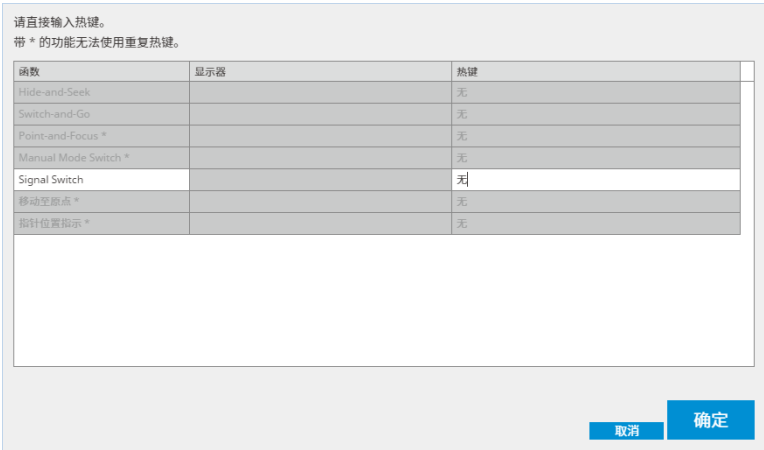 请直接输入热键。
带 * 的功能无法使用重复热键。
函数 显示器 热键
Hide-and-Seek 无
Switch-and-Go 无
Point-and-Focus * 无
Manual Mode Switch * 无
Signal Switch 无
移动至原点 * 无
指针位置指示 * 无
取消 确定